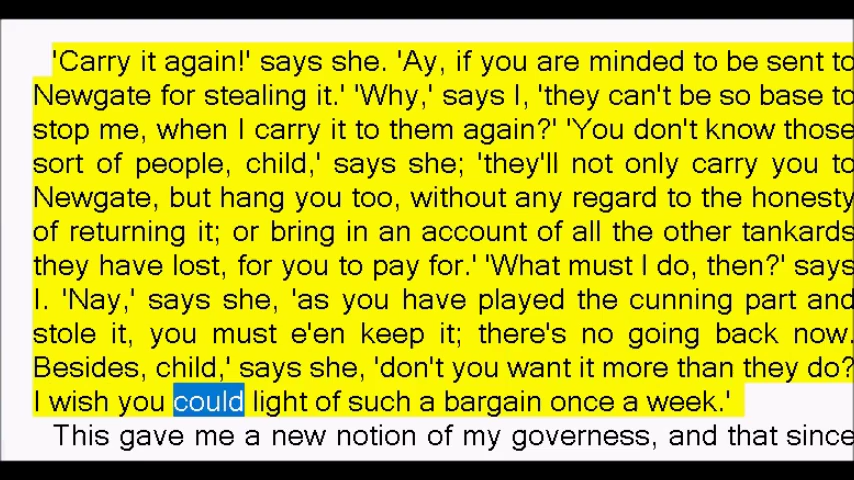 'Carry it again!' says she. 'Ay, if you are minded to be sent to
Newgate for stealing it.' 'Why,' says I, 'they can't be so base to
stop me, when I carry it to them again?' 'You don't know those
sort of people, child,' says she; 'they'll not only carry you to
Newgate, but hang you too, without any regard to the honesty
of returning it; or bring in an account of all the other tankards
they have lost, for you to pay for.' 'What must I do, then?' says
I. 'Nay,' says she, 'as you have played the cunning part and
stole it, you must e'en keep it; there's no going back now.
Besides, child,' says she, 'don't you want it more than they do?
I wish you could light of such a bargain once a week.'
This gave me a new notion of my governess, and that since